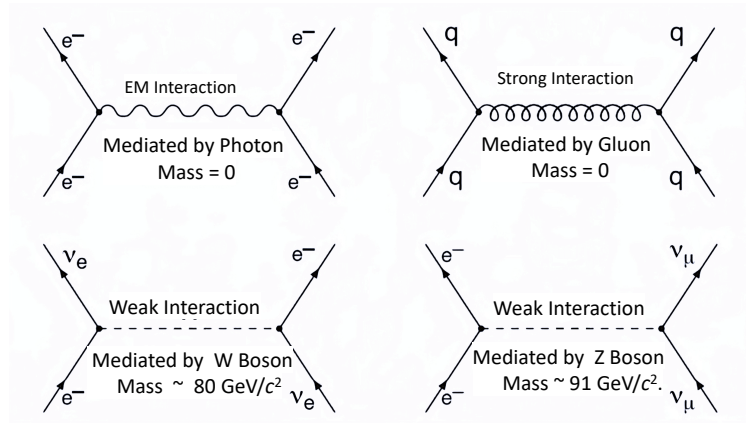 e⁻ e⁻
EM Interaction
Mediated by Photon
Mass = 0
e⁻ e⁻
q q
Strong Interaction
Mediated by Gluon
Mass = 0
q q
νe e⁻
Weak Interaction
Mediated by W Boson
Mass ~ 80 GeV/c²
e⁻ νe
e⁻ νμ
Weak Interaction
Mediated by Z Boson
Mass ~ 91 GeV/c².
e⁻ νμ